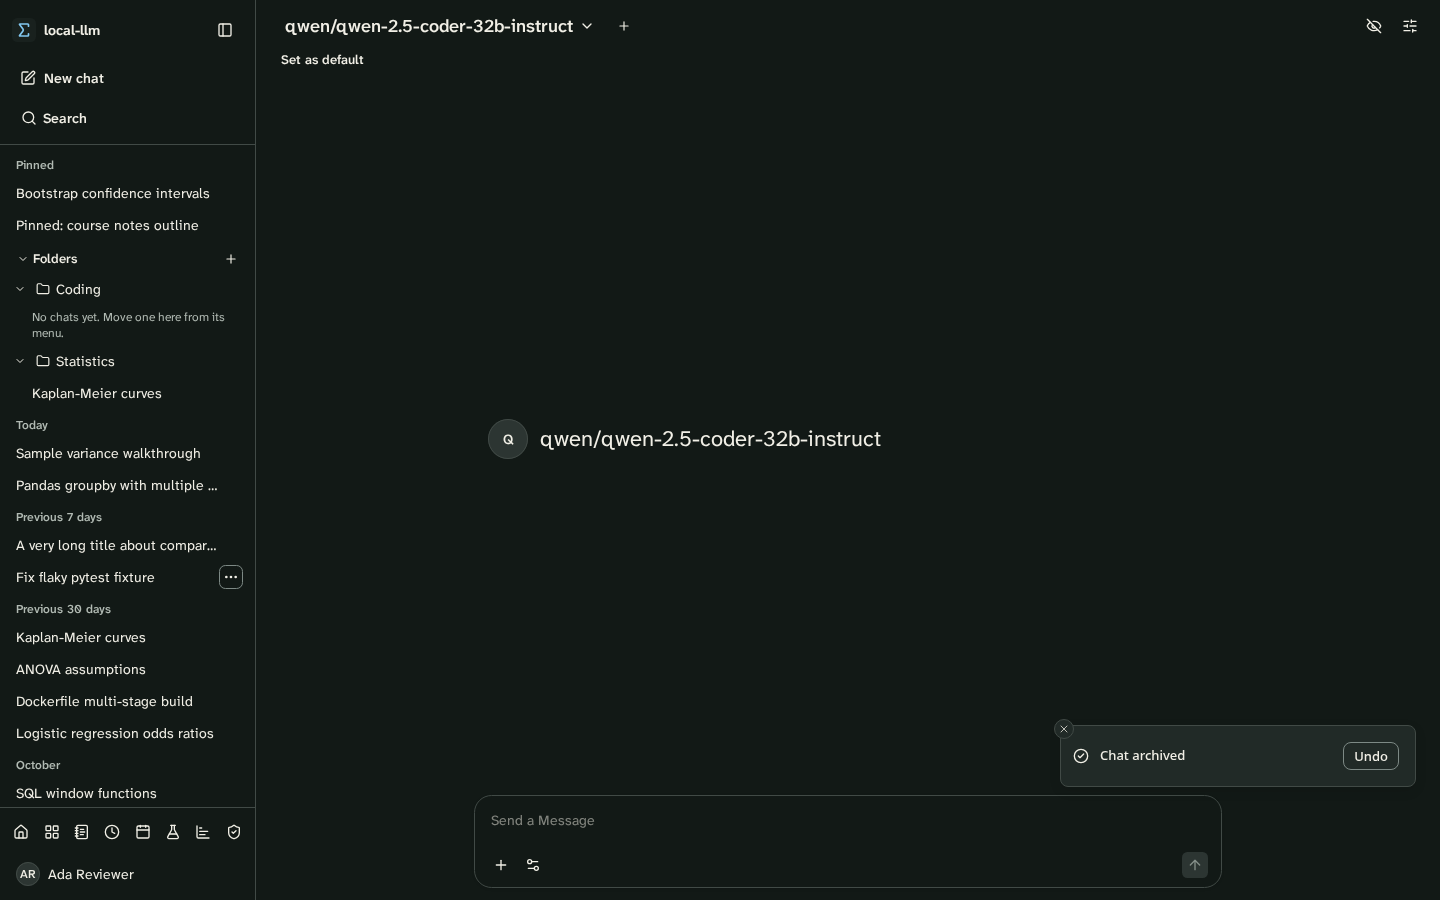 local-llm
New chat
Search
Pinned
Bootstrap confidence intervals
Pinned: course notes outline
Folders
Coding
No chats yet. Move one here from its
menu.
Statistics
Kaplan-Meier curves
Today
Sample variance walkthrough
Pandas groupby with multiple ...
Previous 7 days
A very long title about compar...
Fix flaky pytest fixture
Previous 30 days
Kaplan-Meier curves
ANOVA assumptions
Dockerfile multi-stage build
Logistic regression odds ratios
October
SQL window functions
AR Ada Reviewer
qwen/qwen-2.5-coder-32b-instruct
Set as default
Q qwen/qwen-2.5-coder-32b-instruct
Chat archived Undo
Send a Message